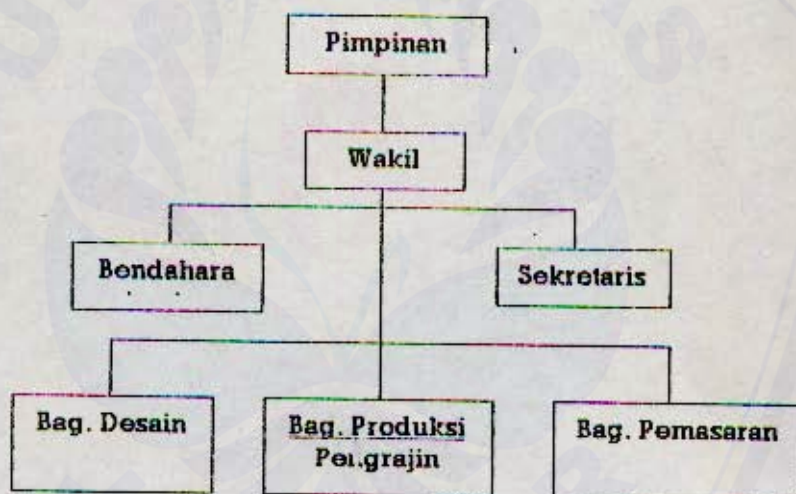 Pimpinan
Wakil
Bendahara
Sekretaris
Bag. Desain
Bag. Produksi
Pengrajin
Bag. Pemasaran